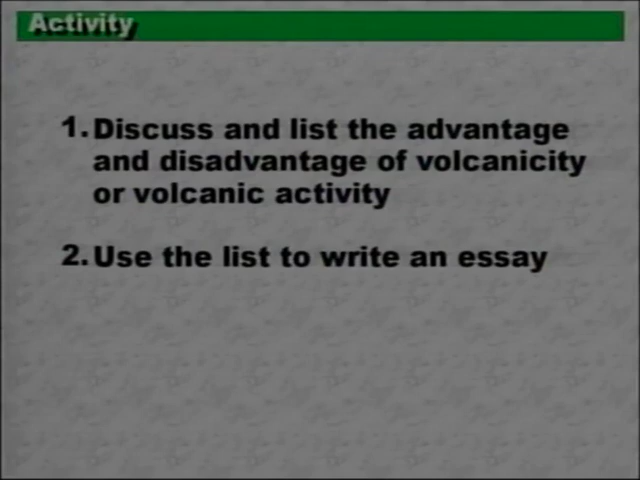 Activity
1. Discuss and list the advantage
and disadvantage of volcanicity
or volcanic activity
2. Use the list to write an essay